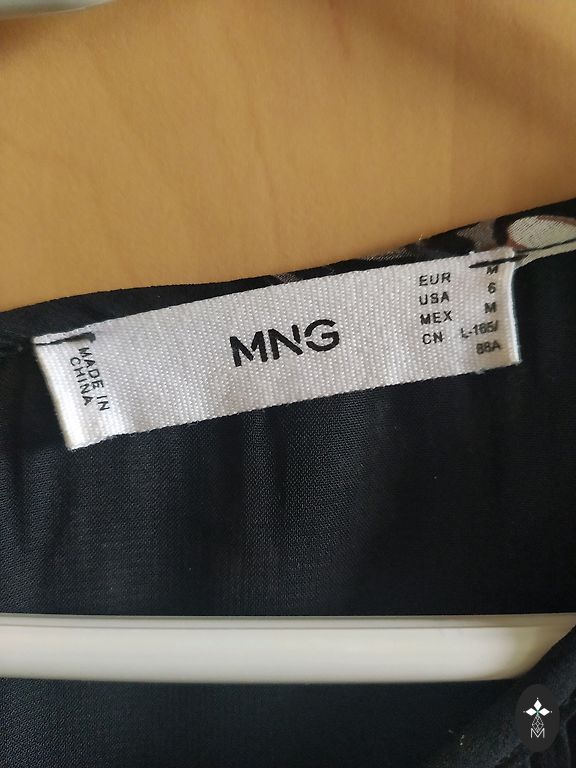 MADE IN
CHINA
MNG
EUR M
USA 6
MEX M
CN L-165/
88A
M